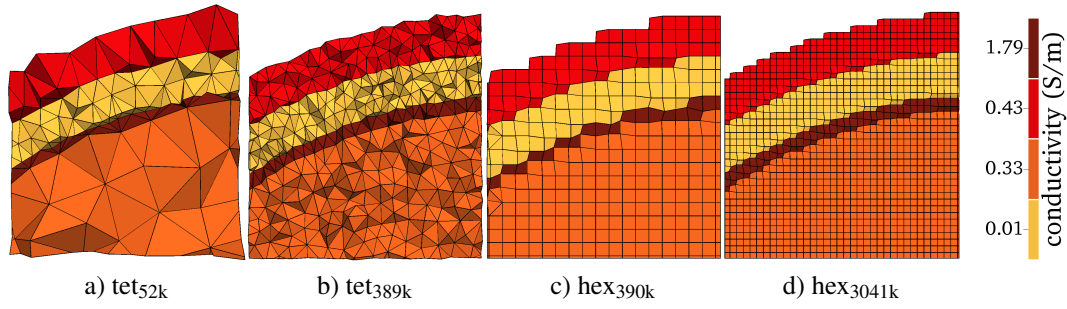 1.79
0.43
0.33
0.01
conductivity (S/m)
a) tet52k
b) tet389k
c) hex390k
d) hex3041k